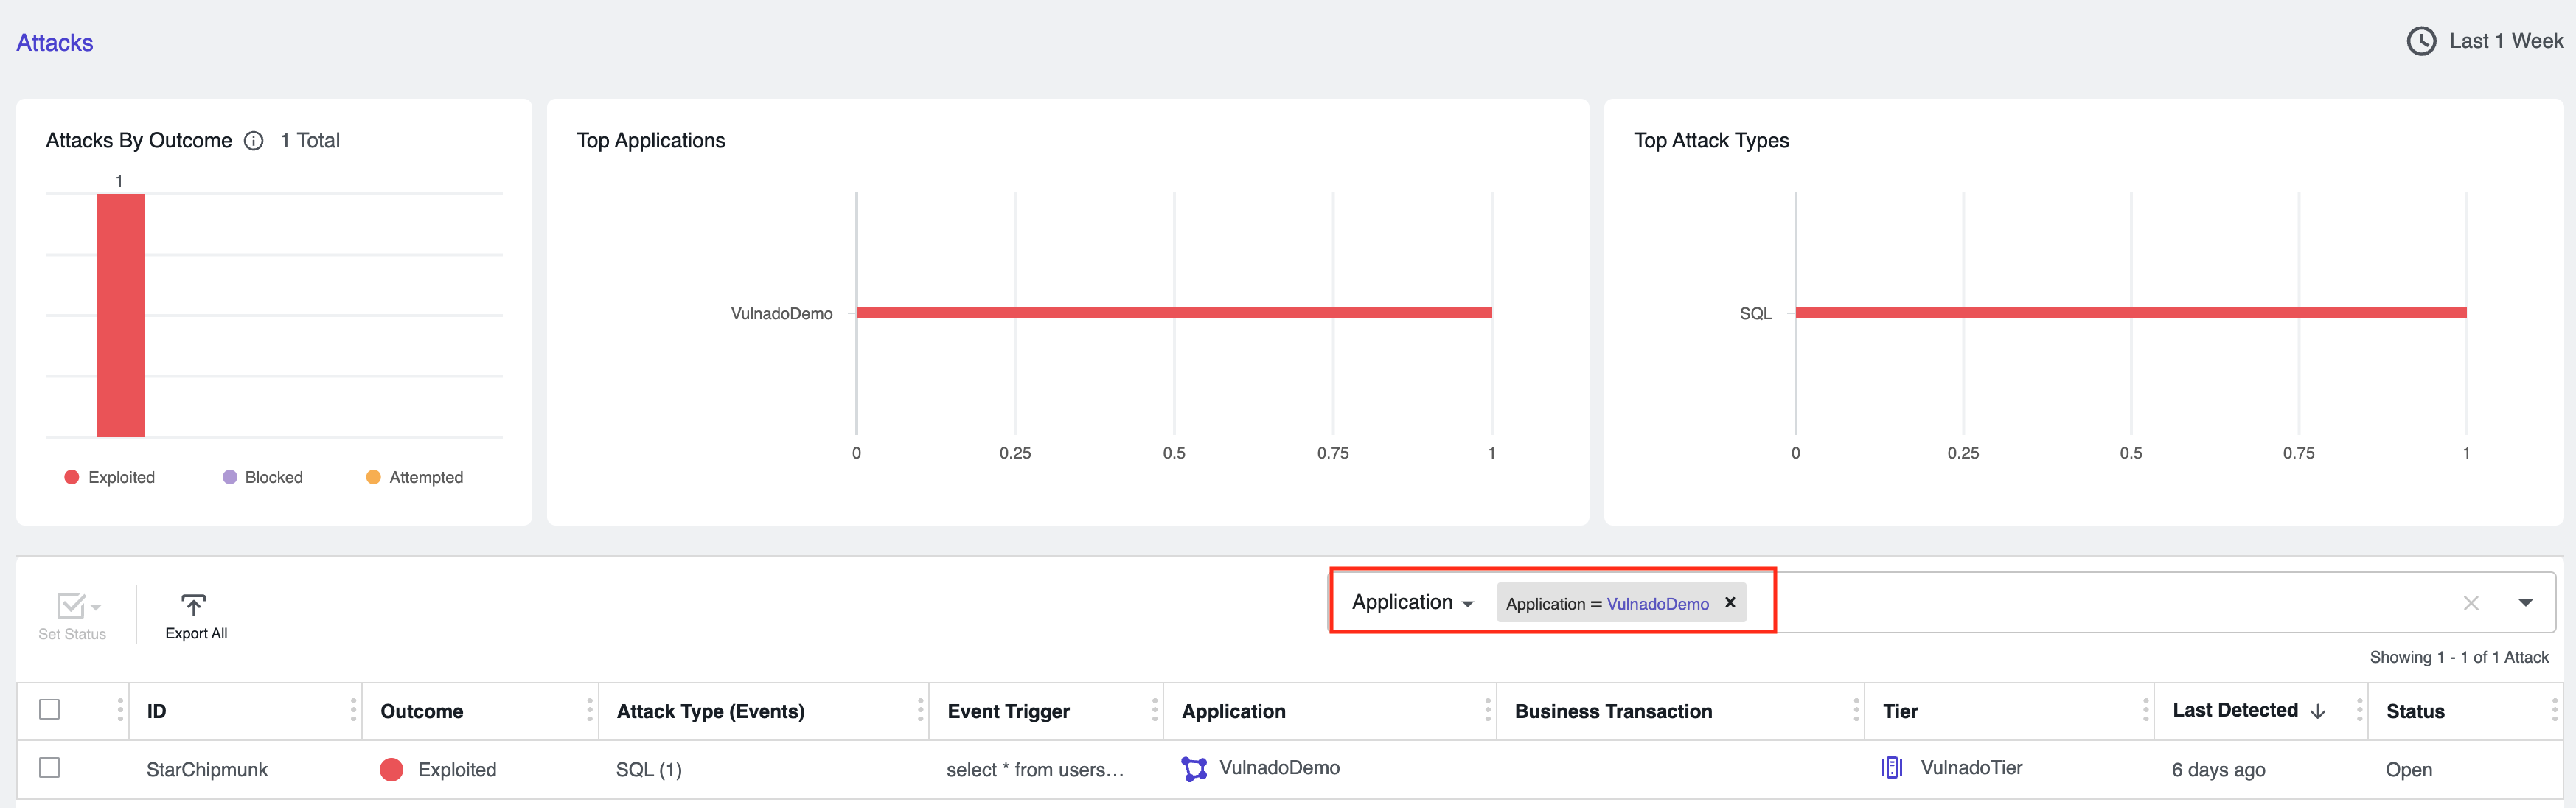 Attacks
Last 1 Week
Attacks By Outcome 1 Total
1
Exploited Blocked Attempted
Top Applications
VulnadoDemo
0 0.25 0.5 0.75 1
Top Attack Types
SQL
0 0.25 0.5 0.75 1
Set Status
Export All
Application Application = VulnadoDemo ×
Showing 1 - 1 of 1 Attack
ID Outcome Attack Type (Events) Event Trigger Application Business Transaction Tier Last Detected Status
StarChipmunk Exploited SQL (1) select * from users... VulnadoDemo VulnadoTier 6 days ago Open